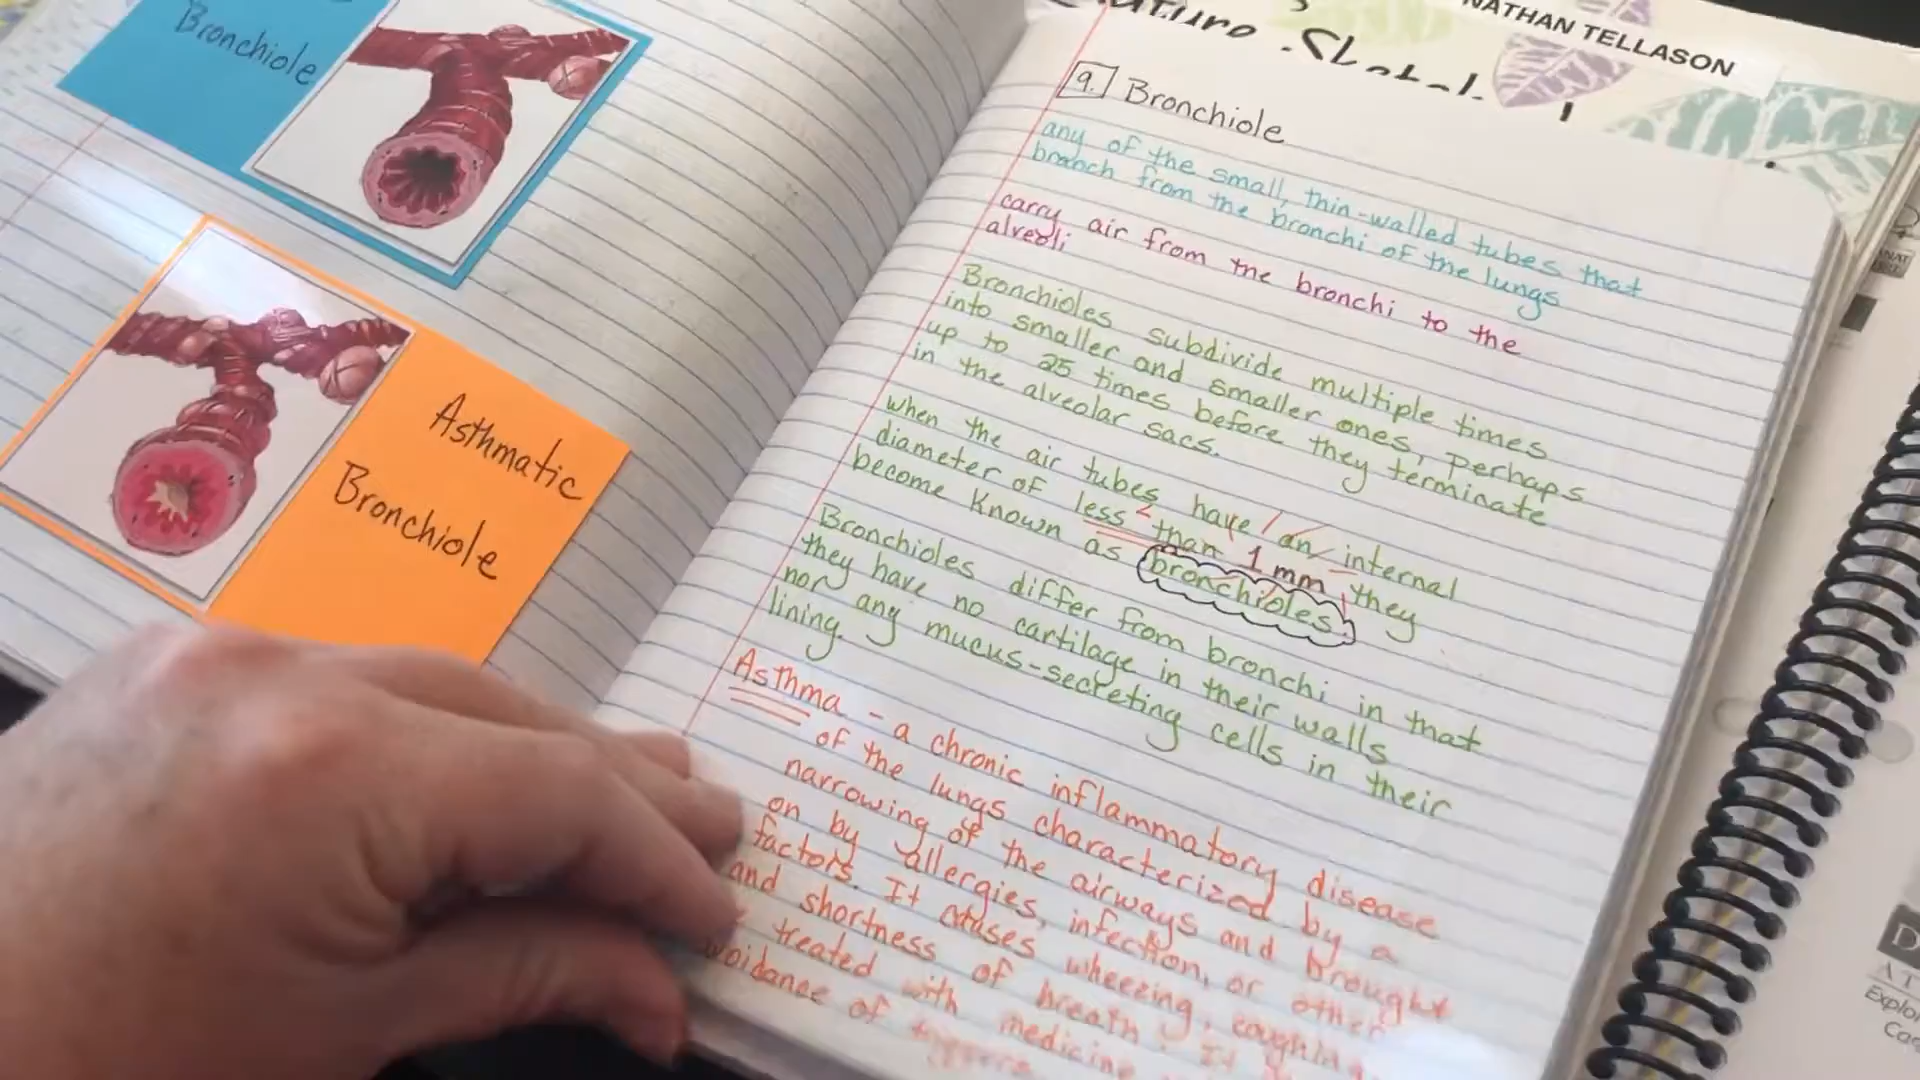 Bronchiole
Asthmatic
Bronchiole
NATHAN TELLASON
9. Bronchiole
any of the small, thin-walled tubes that
branch from the bronchi of the lungs
carry air from the bronchi to the
alveoli
Bronchioles subdivide multiple times
into smaller and smaller ones, perhaps
up to 25 times before they terminate
in the alveolar sacs.
when the air tubes have an internal
diameter of less than 1 mm, they
become known as bronchioles.
Bronchioles differ from bronchi in that
they have no cartilage in their walls
nor any mucus-secreting cells in their
lining.
Asthma - a chronic inflammatory disease
of the lungs characterized by a
narrowing of the airways and brought
on by allergies, infection, or other
factors. It causes wheezing, coughing
and shortness of breath. It
treated with medicine
of